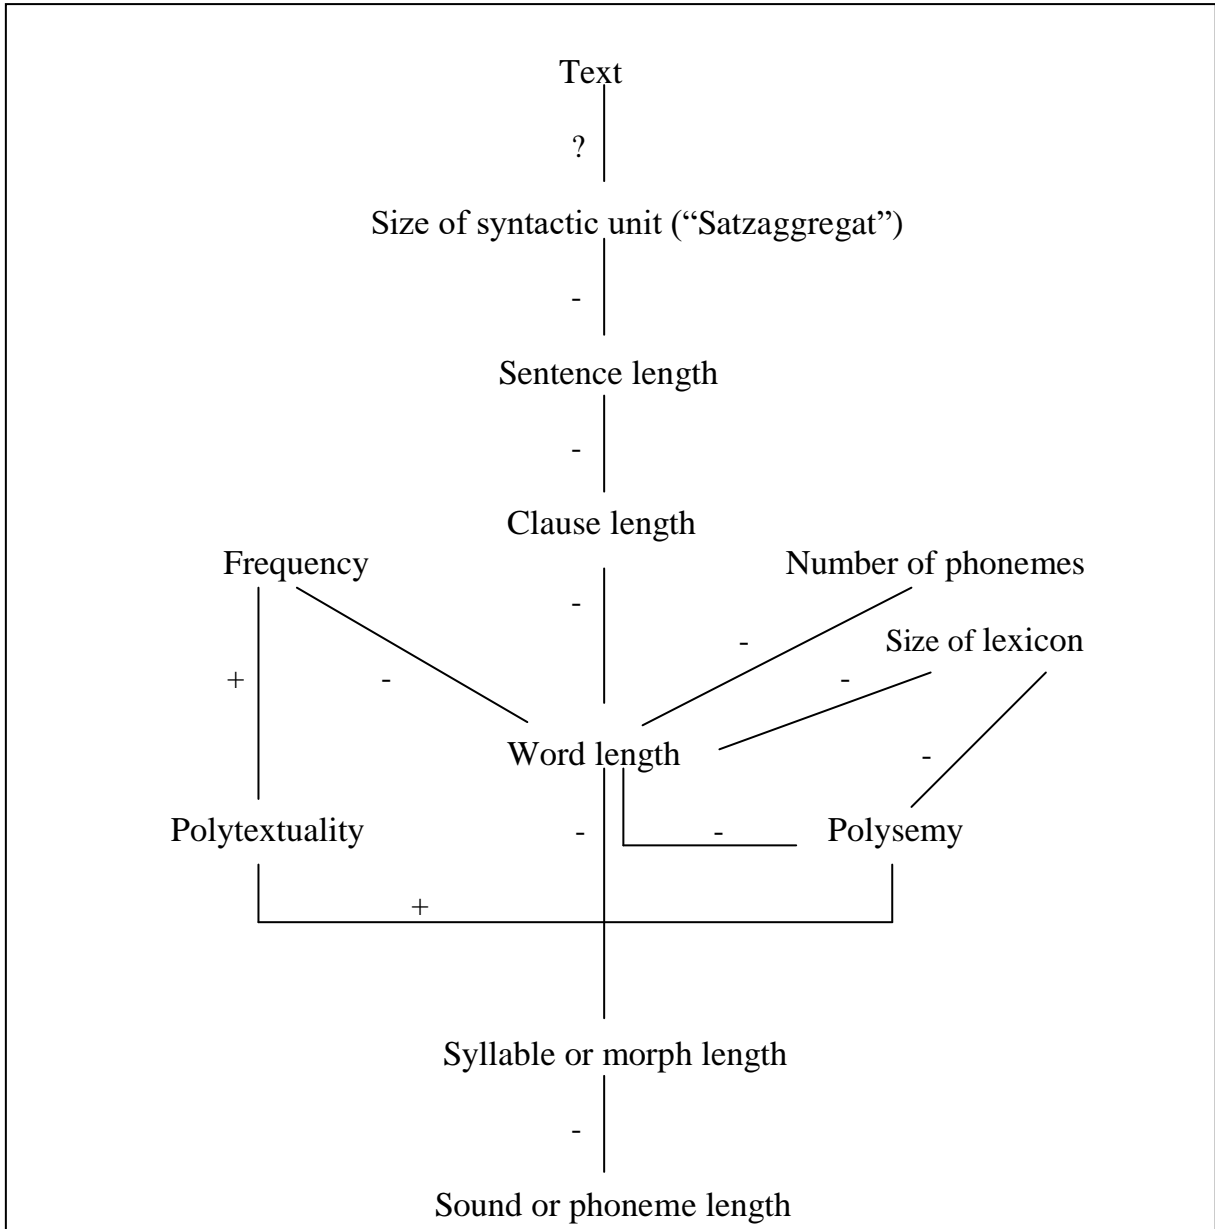 Text
?
Size of syntactic unit (“Satzaggregat”)
-
Sentence length
-
Clause length
Frequency
Number of phonemes
-
-
Size of lexicon
+
-
-
Word length
-
Polytextuality
-
-
Polysemy
+
Syllable or morph length
-
Sound or phoneme length